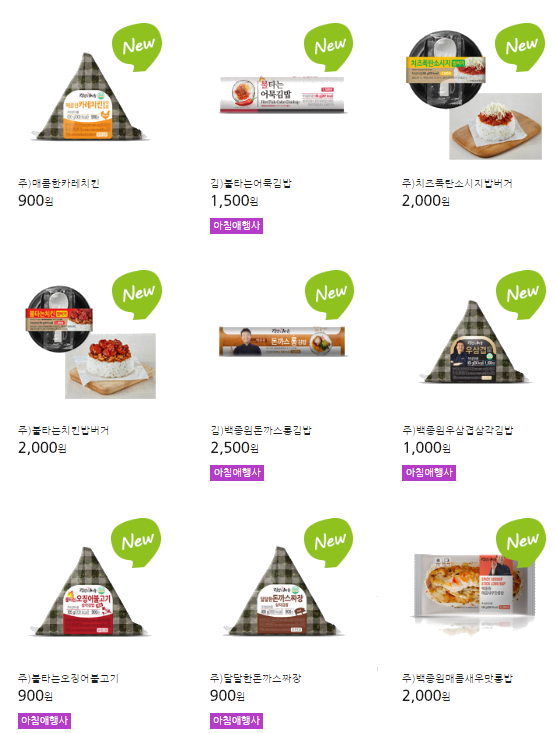 New
New
New
주)매콤한카레치킨
900원
김)불타는어묵김밥
1,500원
아침애행사
주)치즈폭탄소시지밥버거
2,000원
New
New
New
주)불타는치킨밥버거
2,000원
김)백종원돈까스롱김밥
2,500원
아침애행사
주)백종원우삼겹삼각김밥
1,000원
아침애행사
New
New
New
주)불타는오징어불고기
900원
아침애행사
주)달달한돈까스짜장
900원
아침애행사
주)백종원매콤새우맛롱밥
2,000원